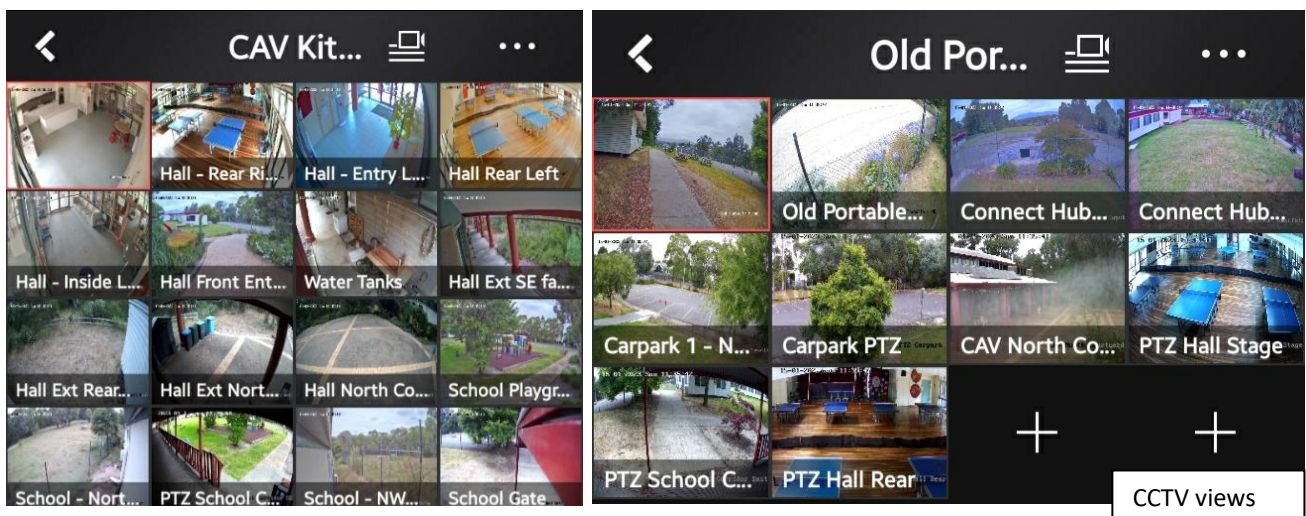 CAV Kit...
Hall - Rear Ri...
Hall - Entry L...
Hall Rear Left
Hall - Inside L...
Hall Front Ent...
Water Tanks
Hall Ext SE fa...
Hall Ext Rear...
Hall Ext Nort...
Hall North Co...
School Playgr...
School - Nort...
PTZ School C...
School - NW...
School Gate
Old Por...
Old Portable...
Connect Hub...
Connect Hub...
Carpark 1 - N...
Carpark PTZ
CAV North Co...
PTZ Hall Stage
PTZ School C...
PTZ Hall Rear
CCTV views